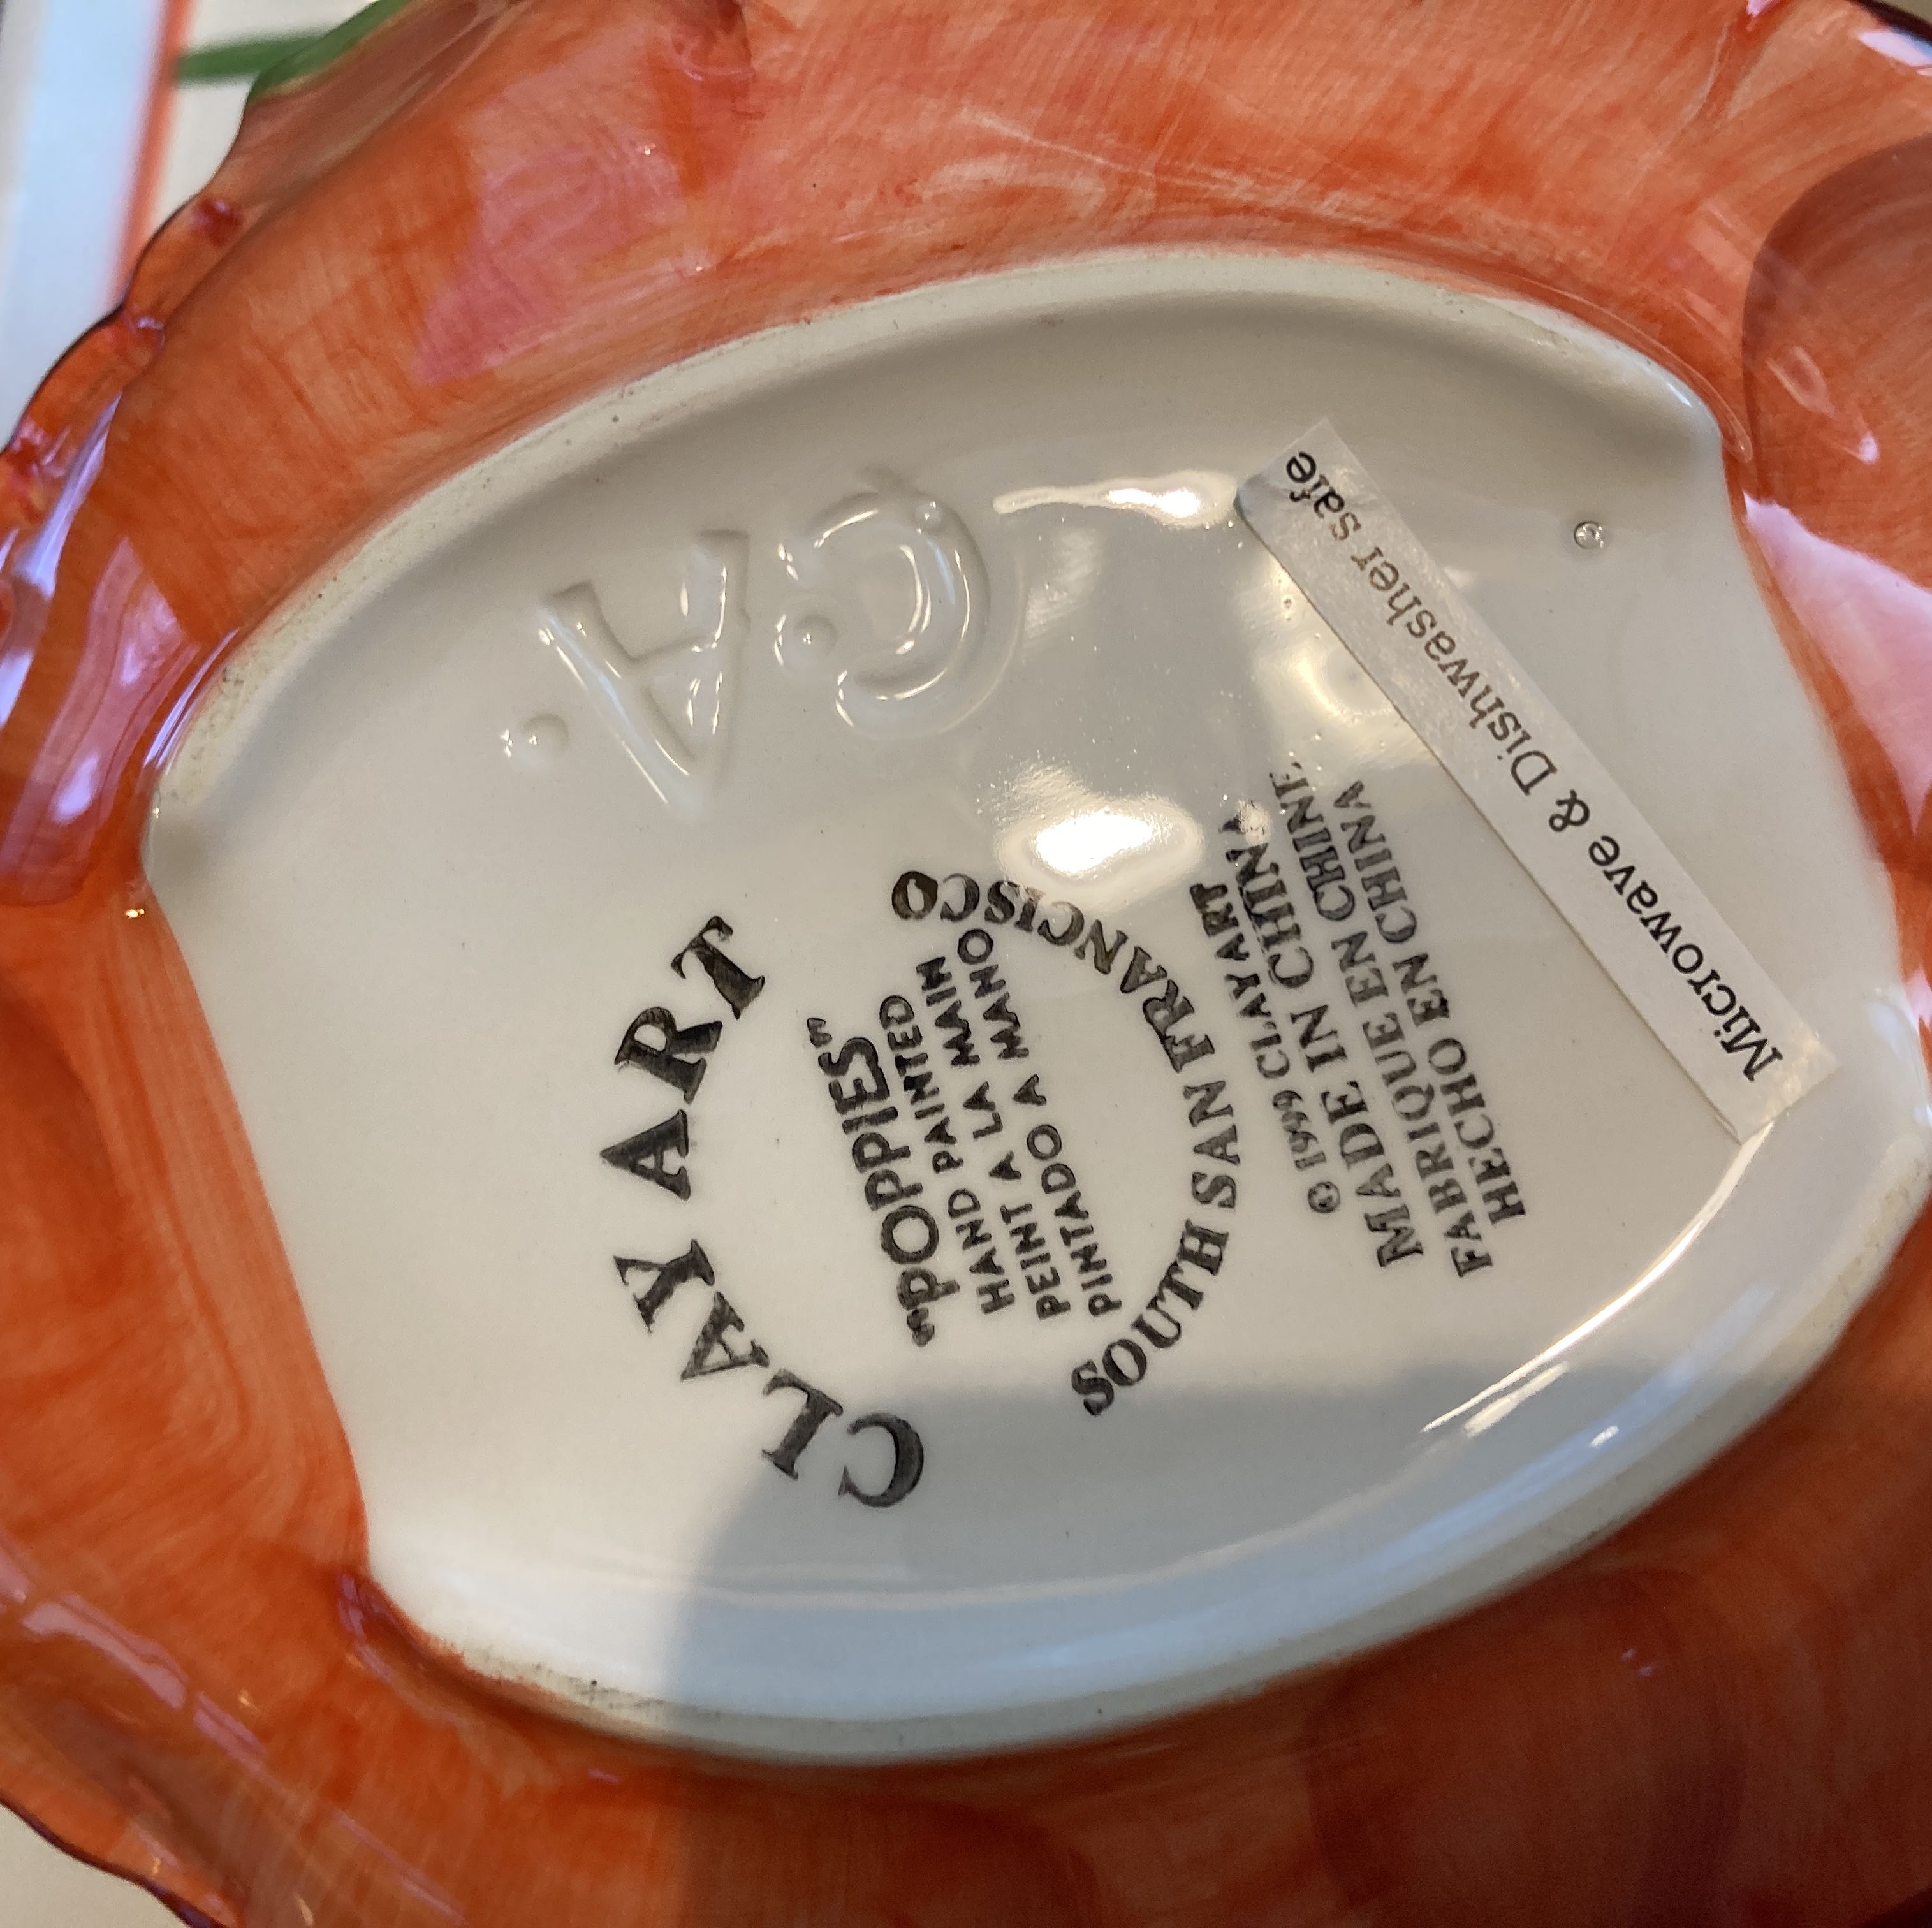 C.A.
CLAY ART
"POPPIES"
HAND PAINTED
PEINT A LA MAIN
PINTADO A MANO
SOUTH SAN FRANCISCO
© 1999 CLAY ART
MADE IN CHINA
FABRIQUE EN CHINE
HECHO EN CHINA
Microwave & Dishwasher safe